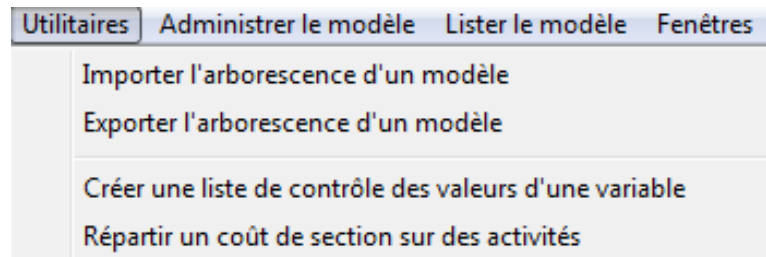 Utilitaires Administrer le modèle Lister le modèle Fenêtres
Importer l'arborescence d'un modèle
Exporter l'arborescence d'un modèle
Créer une liste de contrôle des valeurs d'une variable
Répartir un coût de section sur des activités